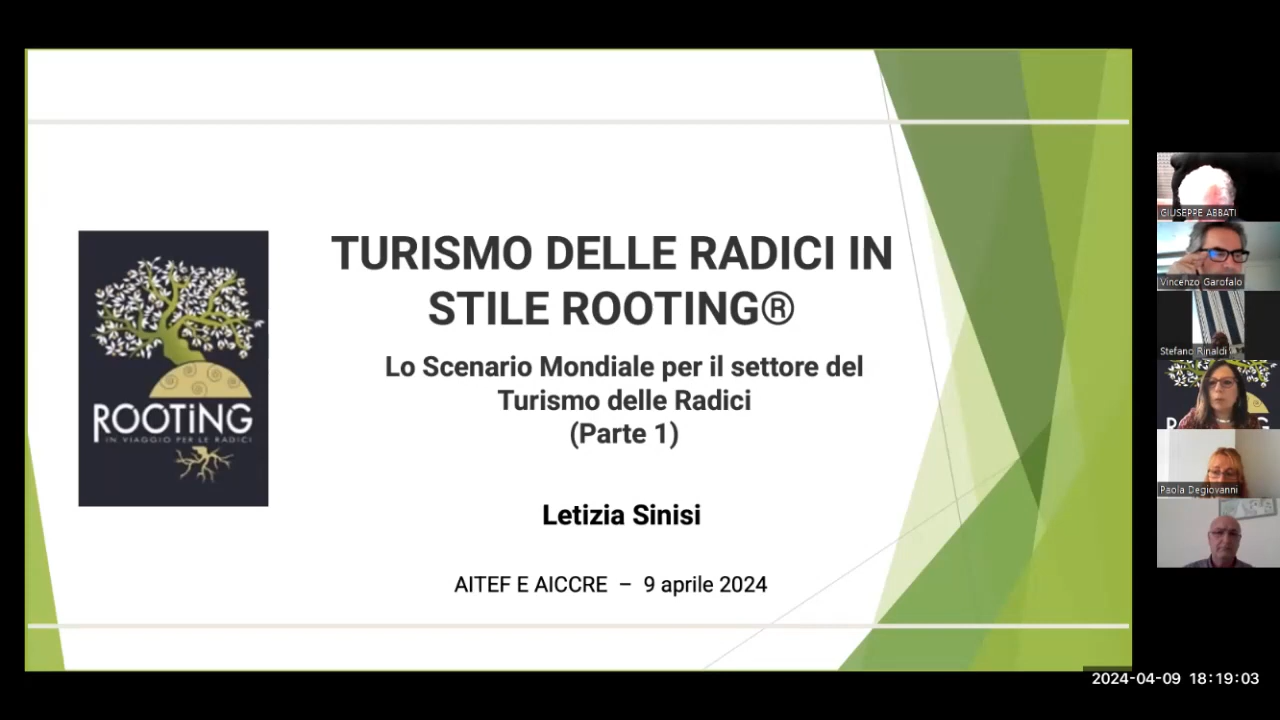 TURISMO DELLE RADICI IN
STILE ROOTING®
Lo Scenario Mondiale per il settore del
Turismo delle Radici
(Parte 1)
Letizia Sinisi
AITEF E AICCRE – 9 aprile 2024
ROOTiNG
IN VIAGGIO PER LE RADICI
GIUSEPPE ABBATI
Vincenzo Garofalo
Stefano Rinaldi
Paola Degiovanni
2024-04-09 18:19:03